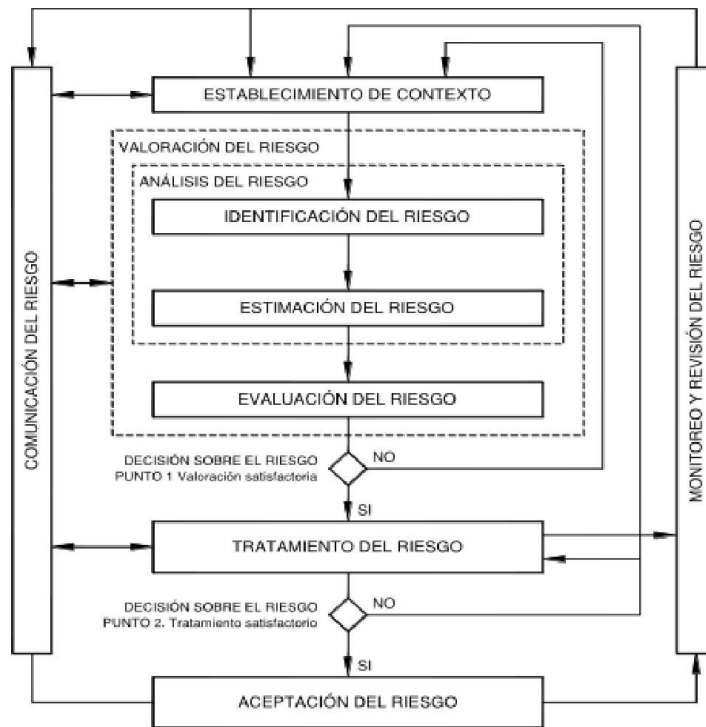 ESTABLECIMIENTO DE CONTEXTO
VALORACIÓN DEL RIESGO
ANÁLISIS DEL RIESGO
IDENTIFICACIÓN DEL RIESGO
ESTIMACIÓN DEL RIESGO
EVALUACIÓN DEL RIESGO
COMUNICACIÓN DEL RIESGO
MONITOREO Y REVISIÓN DEL RIESGO
DECISIÓN SOBRE EL RIESGO
PUNTO 1 Valoración satisfactoria
NO
SI
TRATAMIENTO DEL RIESGO
DECISIÓN SOBRE EL RIESGO
PUNTO 2. Tratamiento satisfactorio
NO
SI
ACEPTACIÓN DEL RIESGO